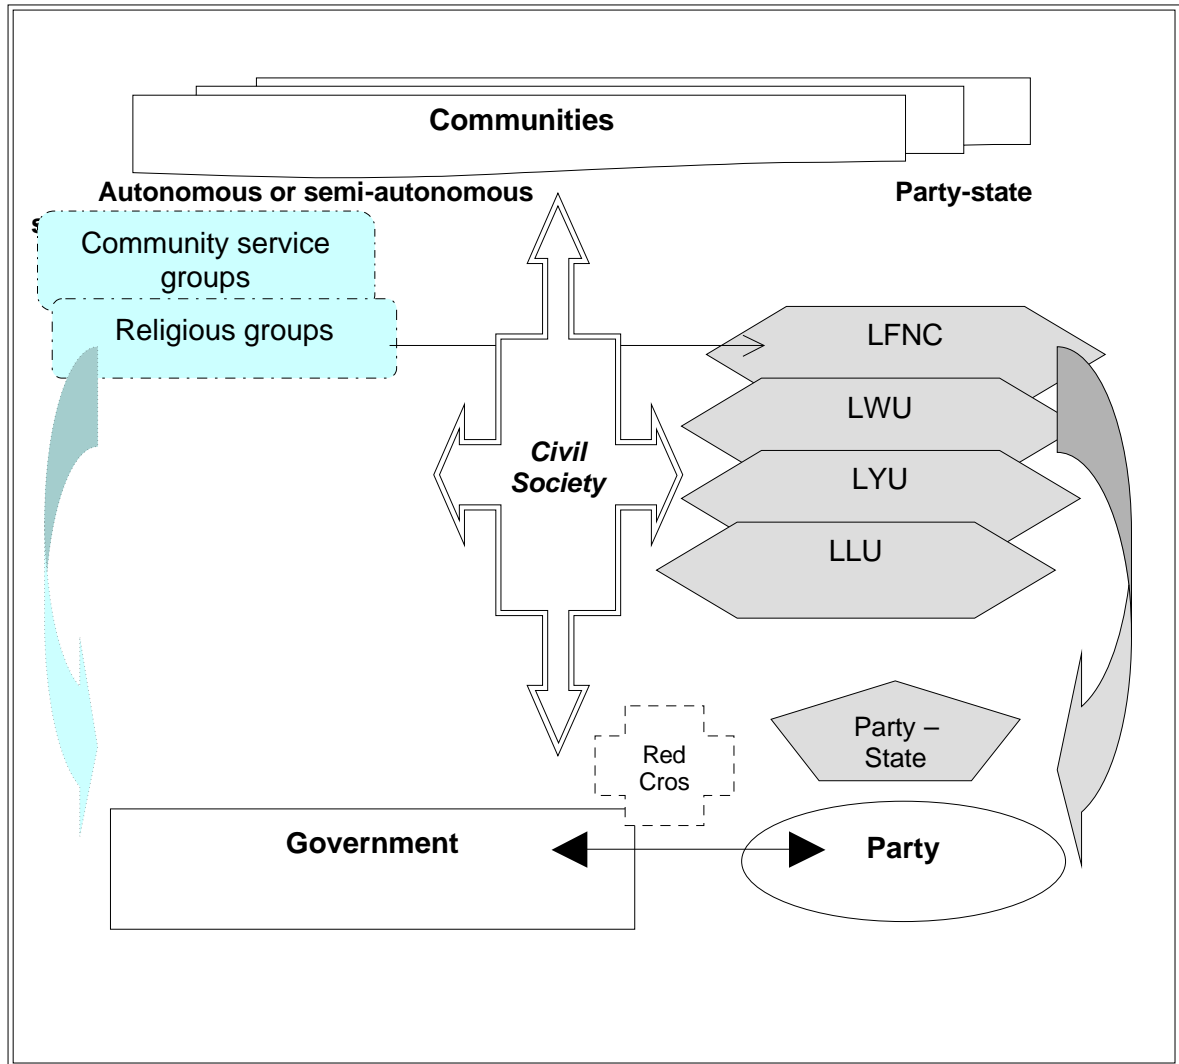 Communities
Autonomous or semi-autonomous
Party-state
s
Community service
groups
Religious groups
LFNC
LWU
LYU
LLU
Civil
Society
Party –
State
Red
Cros
Government
Party